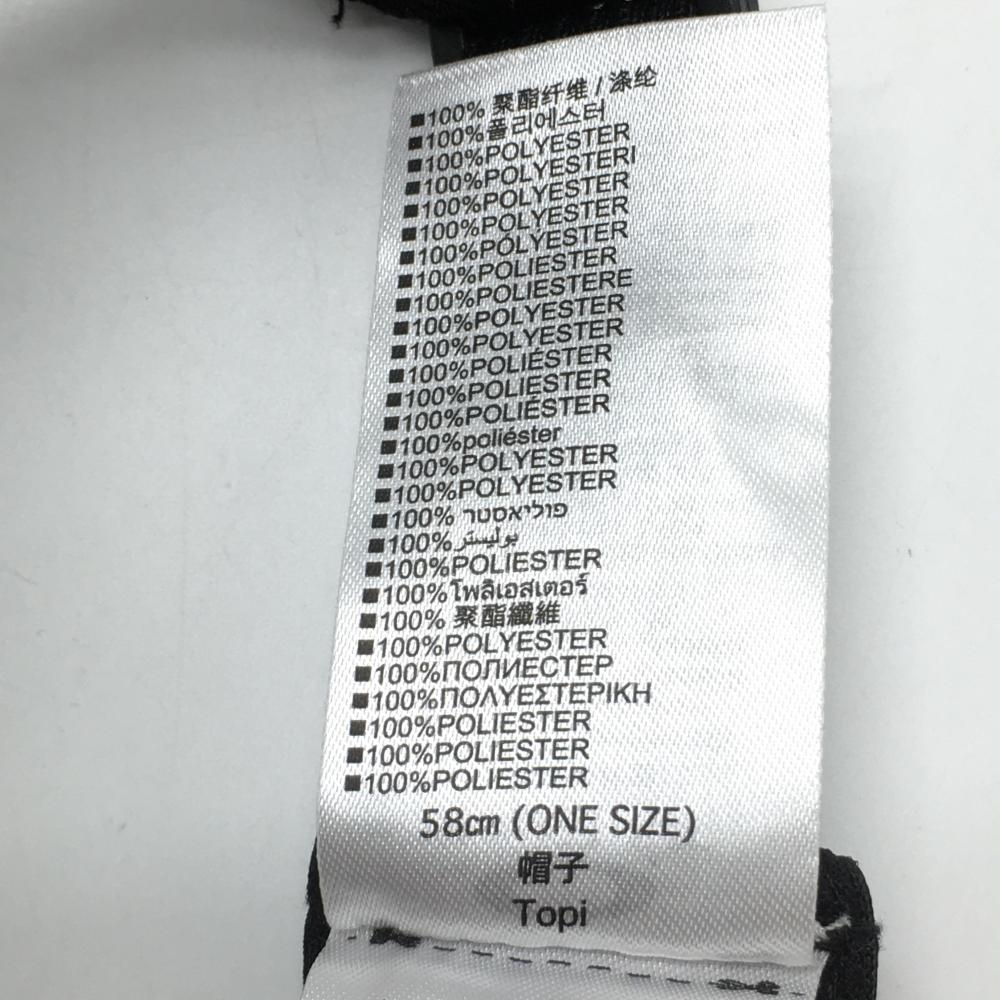 ■100% 聚酯纤维 / 涤纶
■100%폴리에스터
■100%POLYESTER
■100%POLYESTERI
■100%POLYESTER
■100%POLYESTER
■100%POLYESTER
■100%POLIESTER
■100%POLIESTERE
■100%POLYESTER
■100%POLYESTER
■100%POLIÉSTER
■100%POLIESTER
■100%POLIÉSTER
■100%poliéster
■100%POLYESTER
■100%POLYESTER
■100% פוליאסטר
■100% بوليستر
■100%POLIESTER
■100%โพลิเอสเตอร์
■100% 聚酯纖維
■100%POLYESTER
■100%ПОЛИЕСТЕР
■100%ΠΟΛΥΕΣΤΕΡΙΚΗ
■100%POLIESTER
■100%POLIESTER
■100%POLIESTER
58cm (ONE SIZE)
帽子
Topi